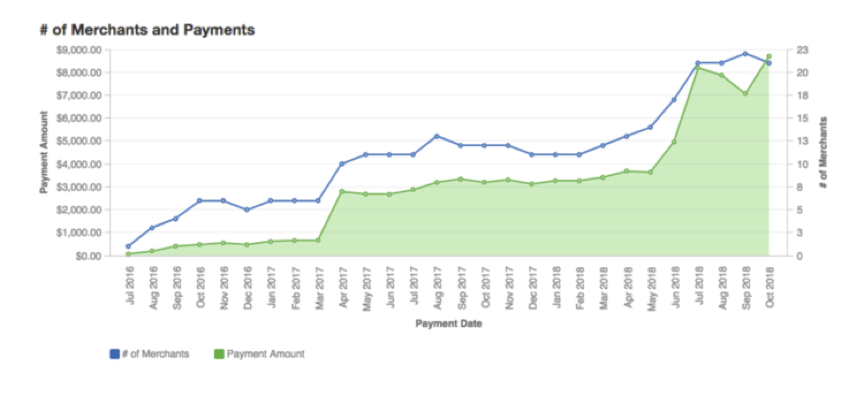 # of Merchants and Payments
$9,000.00
$8,000.00
$7,000.00
$6,000.00
$5,000.00
$4,000.00
$3,000.00
$2,000.00
$1,000.00
$0.00
Payment Amount
23
20
18
15
13
10
8
5
3
0
# of Merchants
Jul 2016
Aug 2016
Sep 2016
Oct 2016
Nov 2016
Dec 2016
Jan 2017
Feb 2017
Mar 2017
Apr 2017
May 2017
Jun 2017
Jul 2017
Aug 2017
Sep 2017
Oct 2017
Nov 2017
Dec 2017
Jan 2018
Feb 2018
Mar 2018
Apr 2018
May 2018
Jun 2018
Jul 2018
Aug 2018
Sep 2018
Oct 2018
Payment Date
# of Merchants
Payment Amount